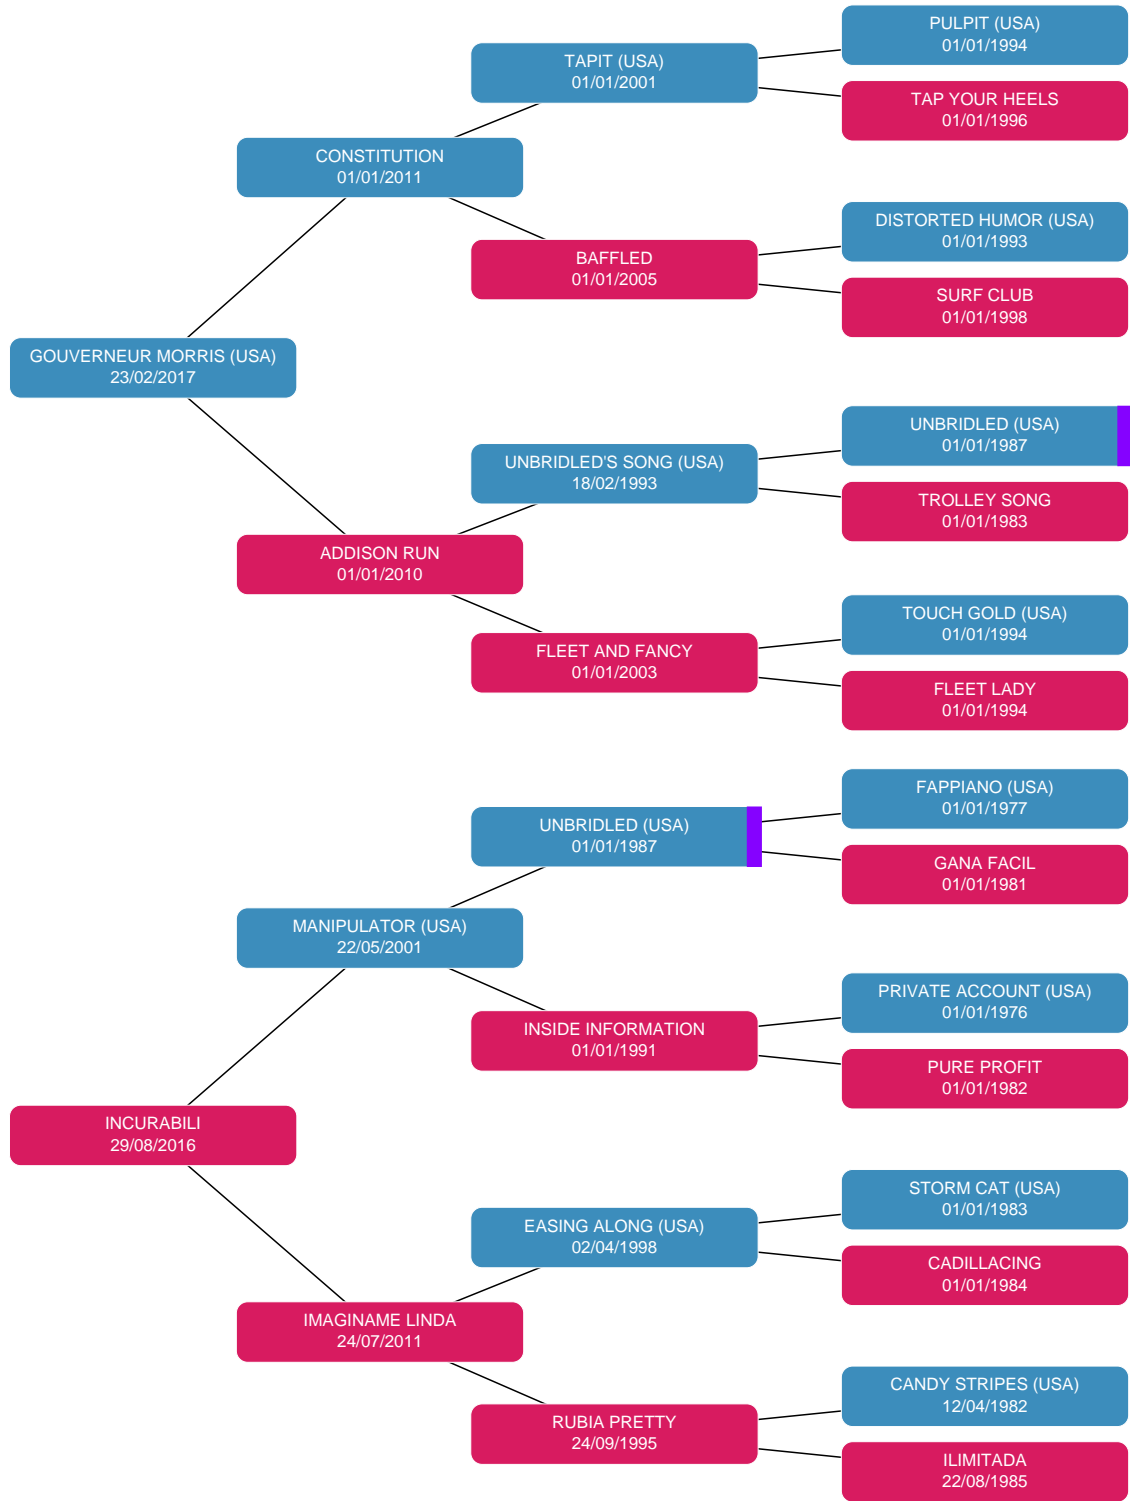 PULPIT (USA)
01/01/1994
TAPIT (USA)
01/01/2001
TAP YOUR HEELS
01/01/1996
CONSTITUTION
01/01/2011
DISTORTED HUMOR (USA)
01/01/1993
BAFFLED
01/01/2005
SURF CLUB
01/01/1998
GOUVERNEUR MORRIS (USA)
23/02/2017
UNBRIDLED (USA)
01/01/1987
UNBRIDLED'S SONG (USA)
18/02/1993
TROLLEY SONG
01/01/1983
ADDISON RUN
01/01/2010
TOUCH GOLD (USA)
01/01/1994
FLEET AND FANCY
01/01/2003
FLEET LADY
01/01/1994
FAPPIANO (USA)
01/01/1977
UNBRIDLED (USA)
01/01/1987
GANA FACIL
01/01/1981
MANIPULATOR (USA)
22/05/2001
PRIVATE ACCOUNT (USA)
01/01/1976
INSIDE INFORMATION
01/01/1991
PURE PROFIT
01/01/1982
INCURABILI
29/08/2016
STORM CAT (USA)
01/01/1983
EASING ALONG (USA)
02/04/1998
CADILLACING
01/01/1984
IMAGINAME LINDA
24/07/2011
CANDY STRIPES (USA)
12/04/1982
RUBIA PRETTY
24/09/1995
ILIMITADA
22/08/1985